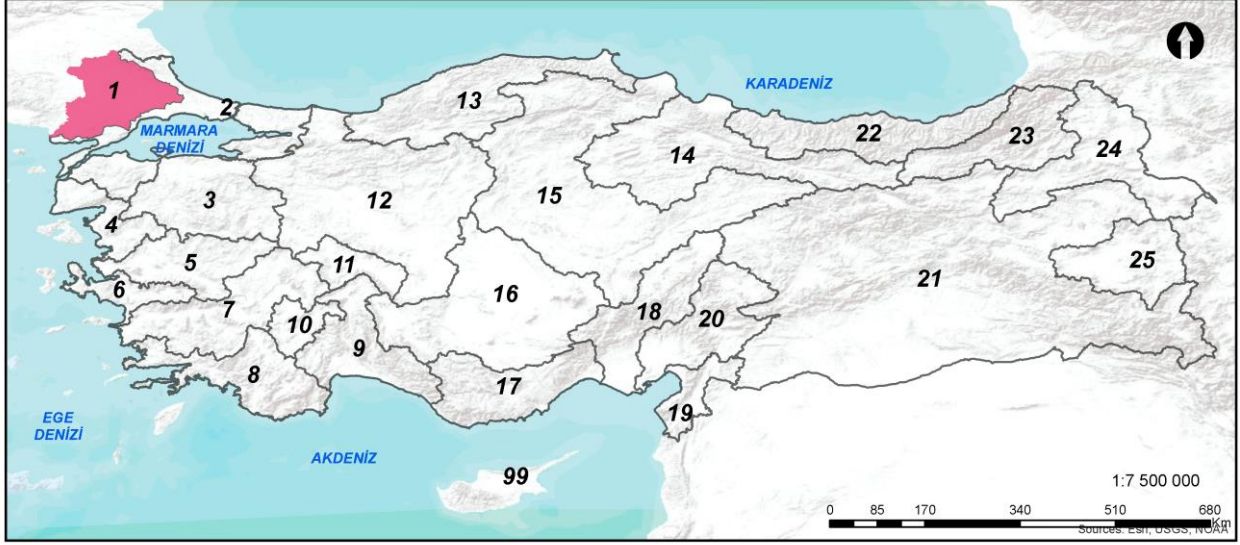 KARADENİZ
1
2
MARMARA
DENİZİ
13
14
22
23
24
3
12
15
4
5
11
25
6
7
16
21
10
18
20
9
8
17
19
EGE
DENİZİ
AKDENİZ
99
1:7 500 000
0 85 170 340 510 680
Km
Sources: Esri, USGS, NOAA